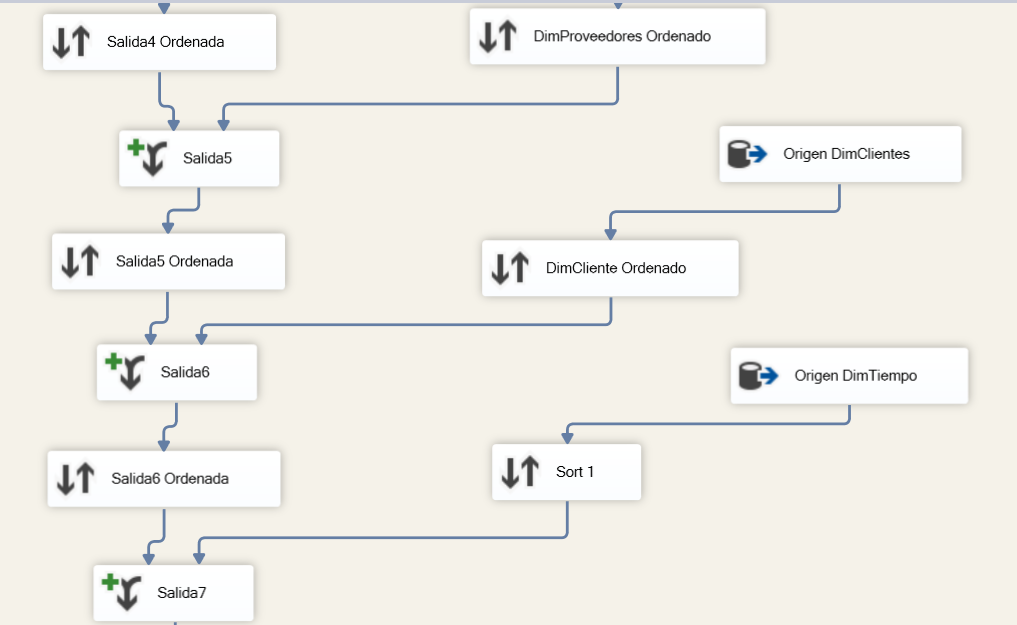 Salida4 Ordenada
DimProveedores Ordenado
Salida5
Origen DimClientes
Salida5 Ordenada
DimCliente Ordenado
Salida6
Origen DimTiempo
Salida6 Ordenada
Sort 1
Salida7